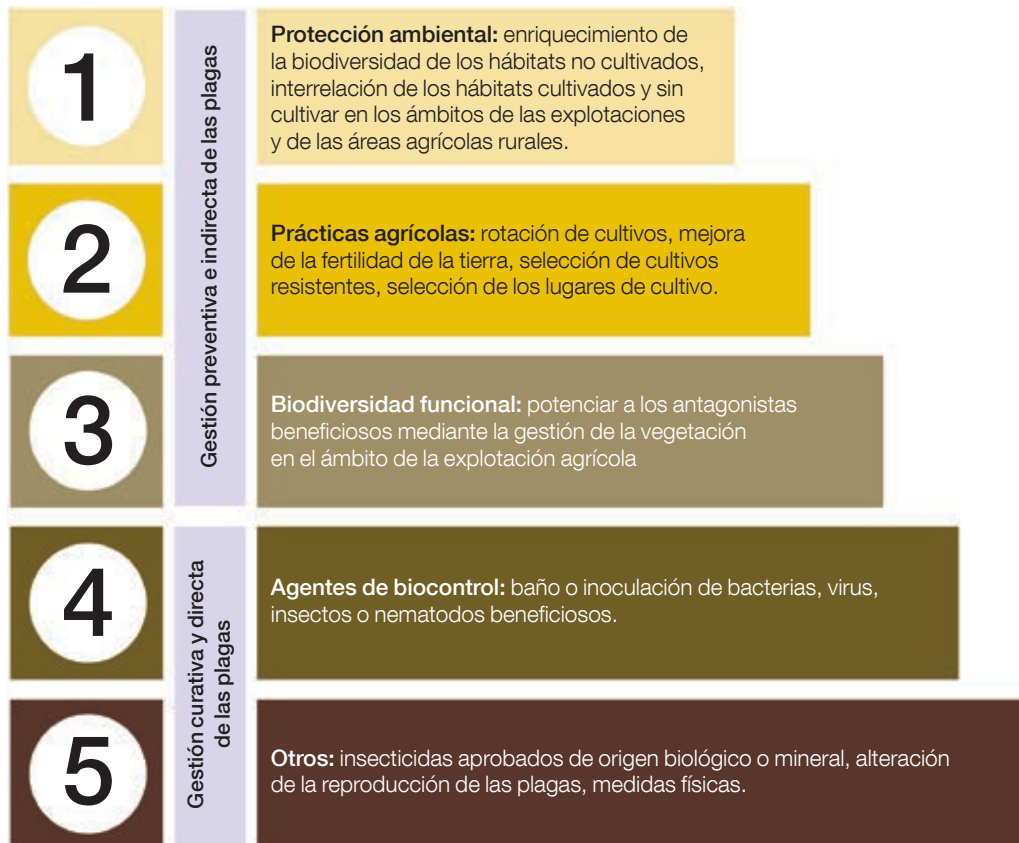 1
Gestión preventiva e indirecta de las plagas
Protección ambiental: enriquecimiento de
la biodiversidad de los hábitats no cultivados,
interrelación de los hábitats cultivados y sin
cultivar en los ámbitos de las explotaciones
y de las áreas agrícolas rurales.
2
Prácticas agrícolas: rotación de cultivos, mejora
de la fertilidad de la tierra, selección de cultivos
resistentes, selección de los lugares de cultivo.
3
Biodiversidad funcional: potenciar a los antagonistas
beneficiosos mediante la gestión de la vegetación
en el ámbito de la explotación agrícola
4
Gestión curativa y directa
de las plagas
Agentes de biocontrol: baño o inoculación de bacterias, virus,
insectos o nematodos beneficiosos.
5
Otros: insecticidas aprobados de origen biológico o mineral, alteración
de la reproducción de las plagas, medidas físicas.